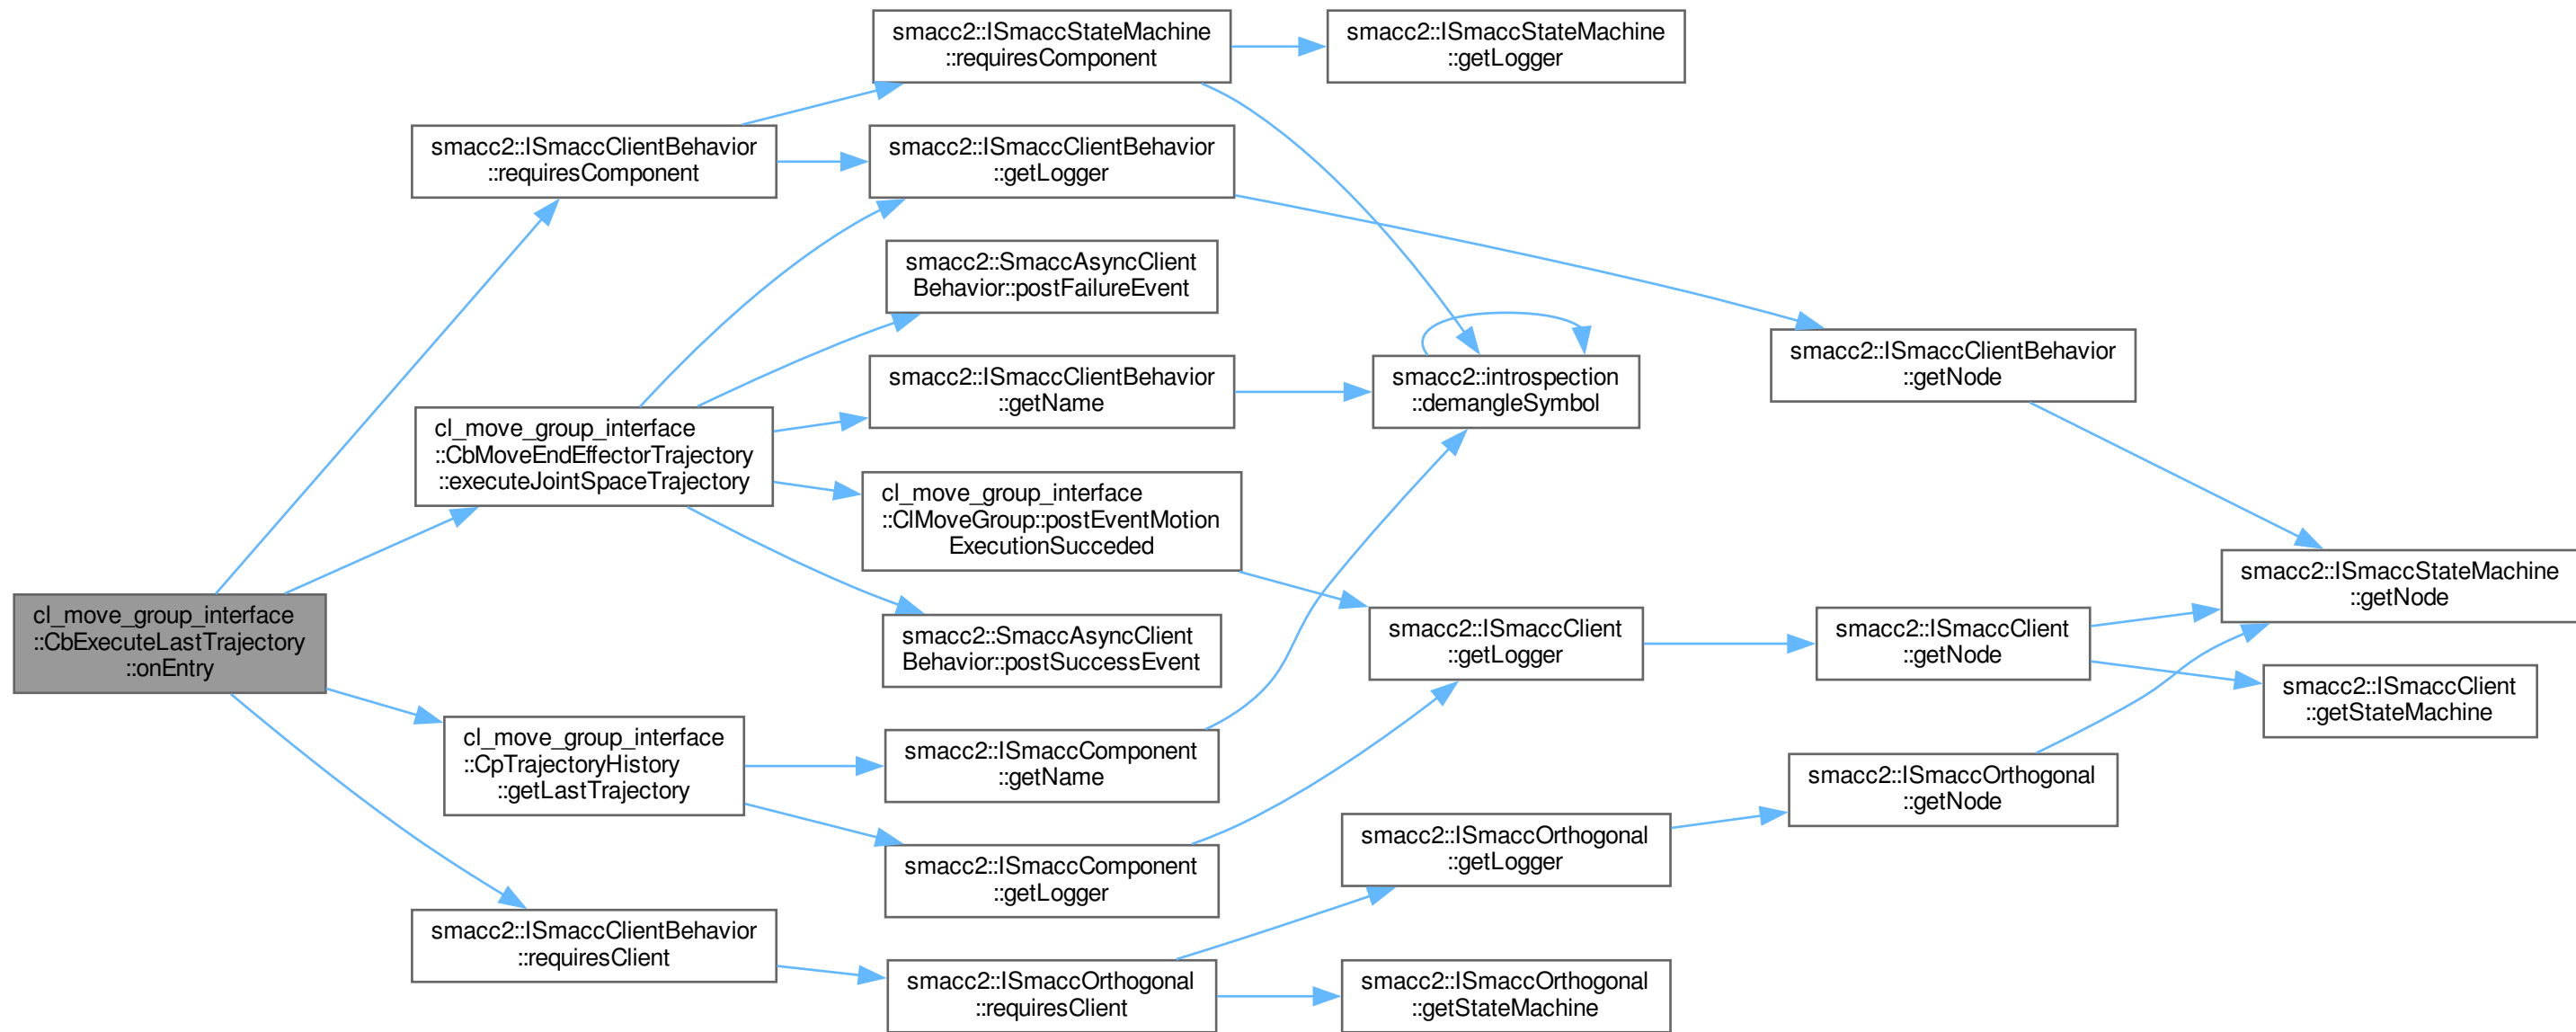 cl_move_group_interface
::CbExecuteLastTrajectory
::onEntry
smacc2::ISmaccClientBehavior
::requiresComponent
cl_move_group_interface
::CbMoveEndEffectorTrajectory
::executeJointSpaceTrajectory
cl_move_group_interface
::CpTrajectoryHistory
::getLastTrajectory
smacc2::ISmaccClientBehavior
::requiresClient
smacc2::ISmaccStateMachine
::requiresComponent
smacc2::ISmaccClientBehavior
::getLogger
smacc2::SmaccAsyncClient
Behavior::postFailureEvent
smacc2::ISmaccClientBehavior
::getName
cl_move_group_interface
::ClMoveGroup::postEventMotion
ExecutionSucceded
smacc2::SmaccAsyncClient
Behavior::postSuccessEvent
smacc2::ISmaccComponent
::getName
smacc2::ISmaccComponent
::getLogger
smacc2::ISmaccOrthogonal
::requiresClient
smacc2::ISmaccStateMachine
::getLogger
smacc2::introspection
::demangleSymbol
smacc2::ISmaccClient
::getLogger
smacc2::ISmaccOrthogonal
::getLogger
smacc2::ISmaccOrthogonal
::getStateMachine
smacc2::ISmaccClientBehavior
::getNode
smacc2::ISmaccClient
::getNode
smacc2::ISmaccOrthogonal
::getNode
smacc2::ISmaccStateMachine
::getNode
smacc2::ISmaccClient
::getStateMachine